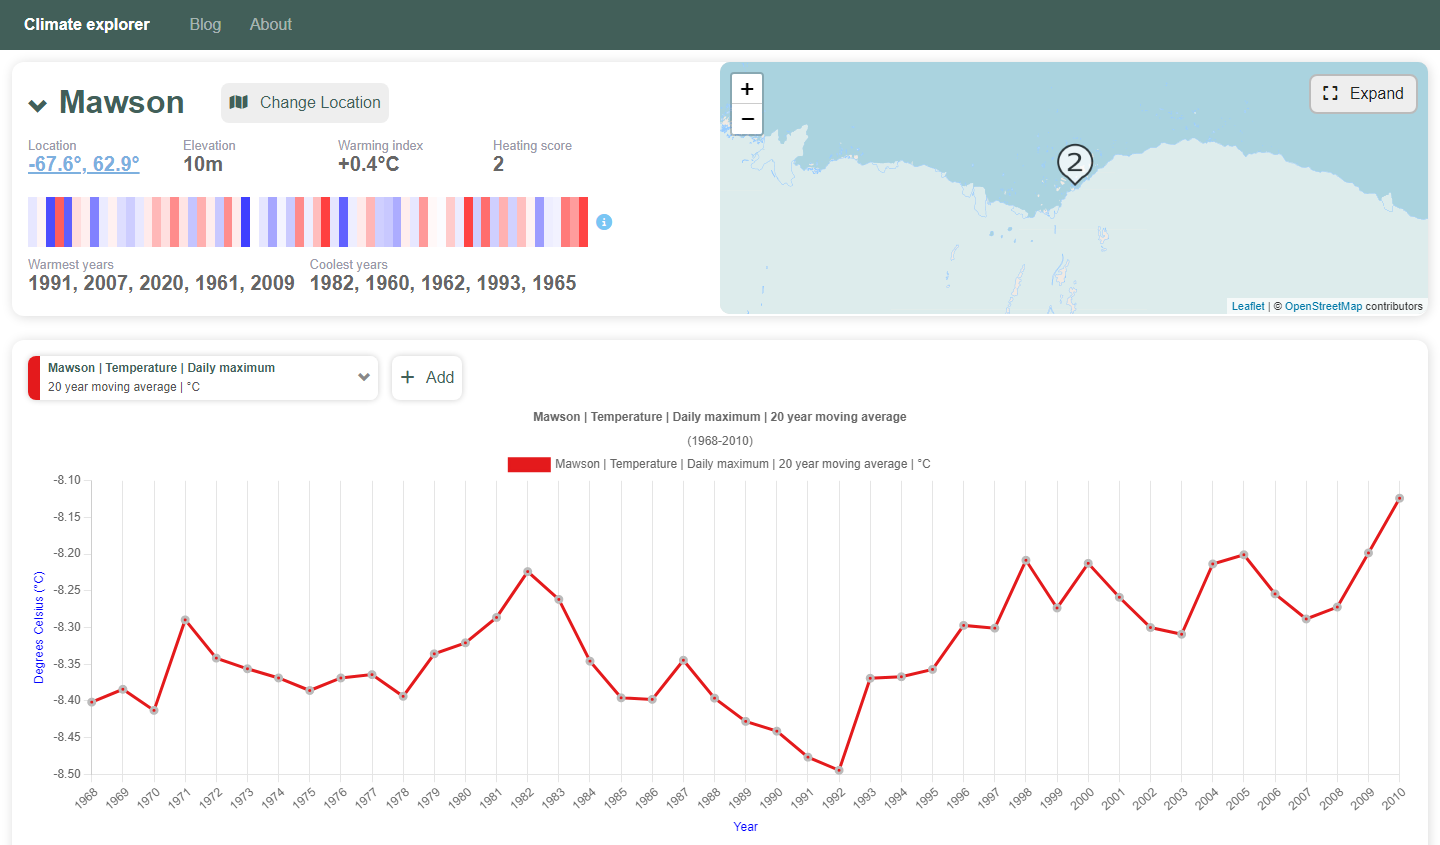 Climate explorer Blog About
Mawson Change Location
Location Elevation Warming index Heating score
-67.6°, 62.9° 10m +0.4°C 2
Warmest years Coolest years
1991, 2007, 2020, 1961, 2009 1982, 1960, 1962, 1993, 1965
+
−
Expand
2
Leaflet | © OpenStreetMap contributors
Mawson | Temperature | Daily maximum
20 year moving average | °C
+ Add
Mawson | Temperature | Daily maximum | 20 year moving average
(1968-2010)
Mawson | Temperature | Daily maximum | 20 year moving average | °C
Degrees Celsius (°C)
-8.10
-8.15
-8.20
-8.25
-8.30
-8.35
-8.40
-8.45
-8.50
1968 1969 1970 1971 1972 1973 1974 1975 1976 1977 1978 1979 1980 1981 1982 1983 1984 1985 1986 1987 1988 1989 1990 1991 1992 1993 1994 1995 1996 1997 1998 1999 2000 2001 2002 2003 2004 2005 2006 2007 2008 2009 2010
Year